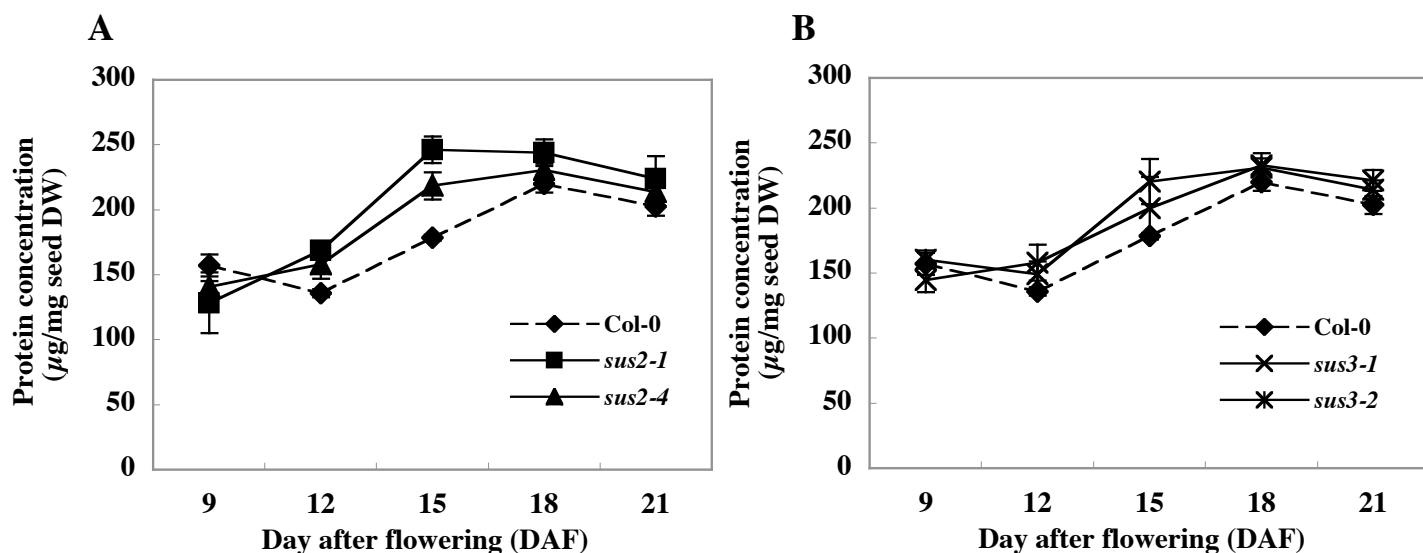 A
Protein concentration
(µg/mg seed DW)
300
250
200
150
100
50
0
9 12 15 18 21
Day after flowering (DAF)
Col-0
sus2-1
sus2-4
B
Protein concentration
(µg/mg seed DW)
300
250
200
150
100
50
0
9 12 15 18 21
Day after flowering (DAF)
Col-0
sus3-1
sus3-2